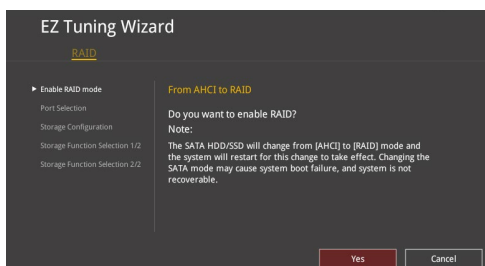 EZ Tuning Wizard
RAID
Enable RAID mode
Port Selection
Storage Configuration
Storage Function Selection 1/2
Storage Function Selection 2/2
From AHCI to RAID
Do you want to enable RAID?
Note:
The SATA HDD/SSD will change from [AHCI] to [RAID] mode and
the system will restart for this change to take effect. Changing the
SATA mode may cause system boot failure, and system is not
recoverable.
Yes
Cancel